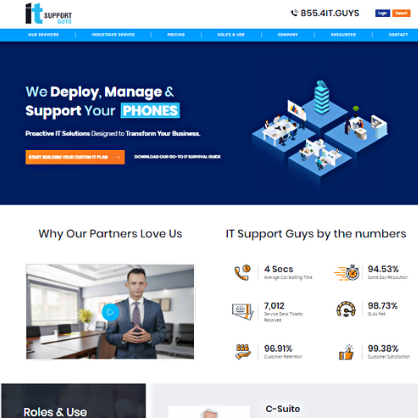 it SUPPORT GUYS
855.4IT.GUYS
Login
Support
OUR SERVICES
INDUSTRIES SERVED
PRICING
ROLES & USE
COMPANY
RESOURCES
CONTACT
We Deploy, Manage &
Support Your PHONES
Proactive IT Solutions Designed to Transform Your Business.
START BUILDING YOUR CUSTOM IT PLAN
DOWNLOAD OUR GO-TO IT SURVIVAL GUIDE
Why Our Partners Love Us
IT Support Guys by the numbers
4 Secs
Average Call Waiting Time
94.53%
Same Day Resolution
7,012
Service Desk Tickets
Resolved
98.73%
SLAs Met
96.91%
Customer Retention
99.38%
Customer Satisfaction
Roles & Use
C-Suite